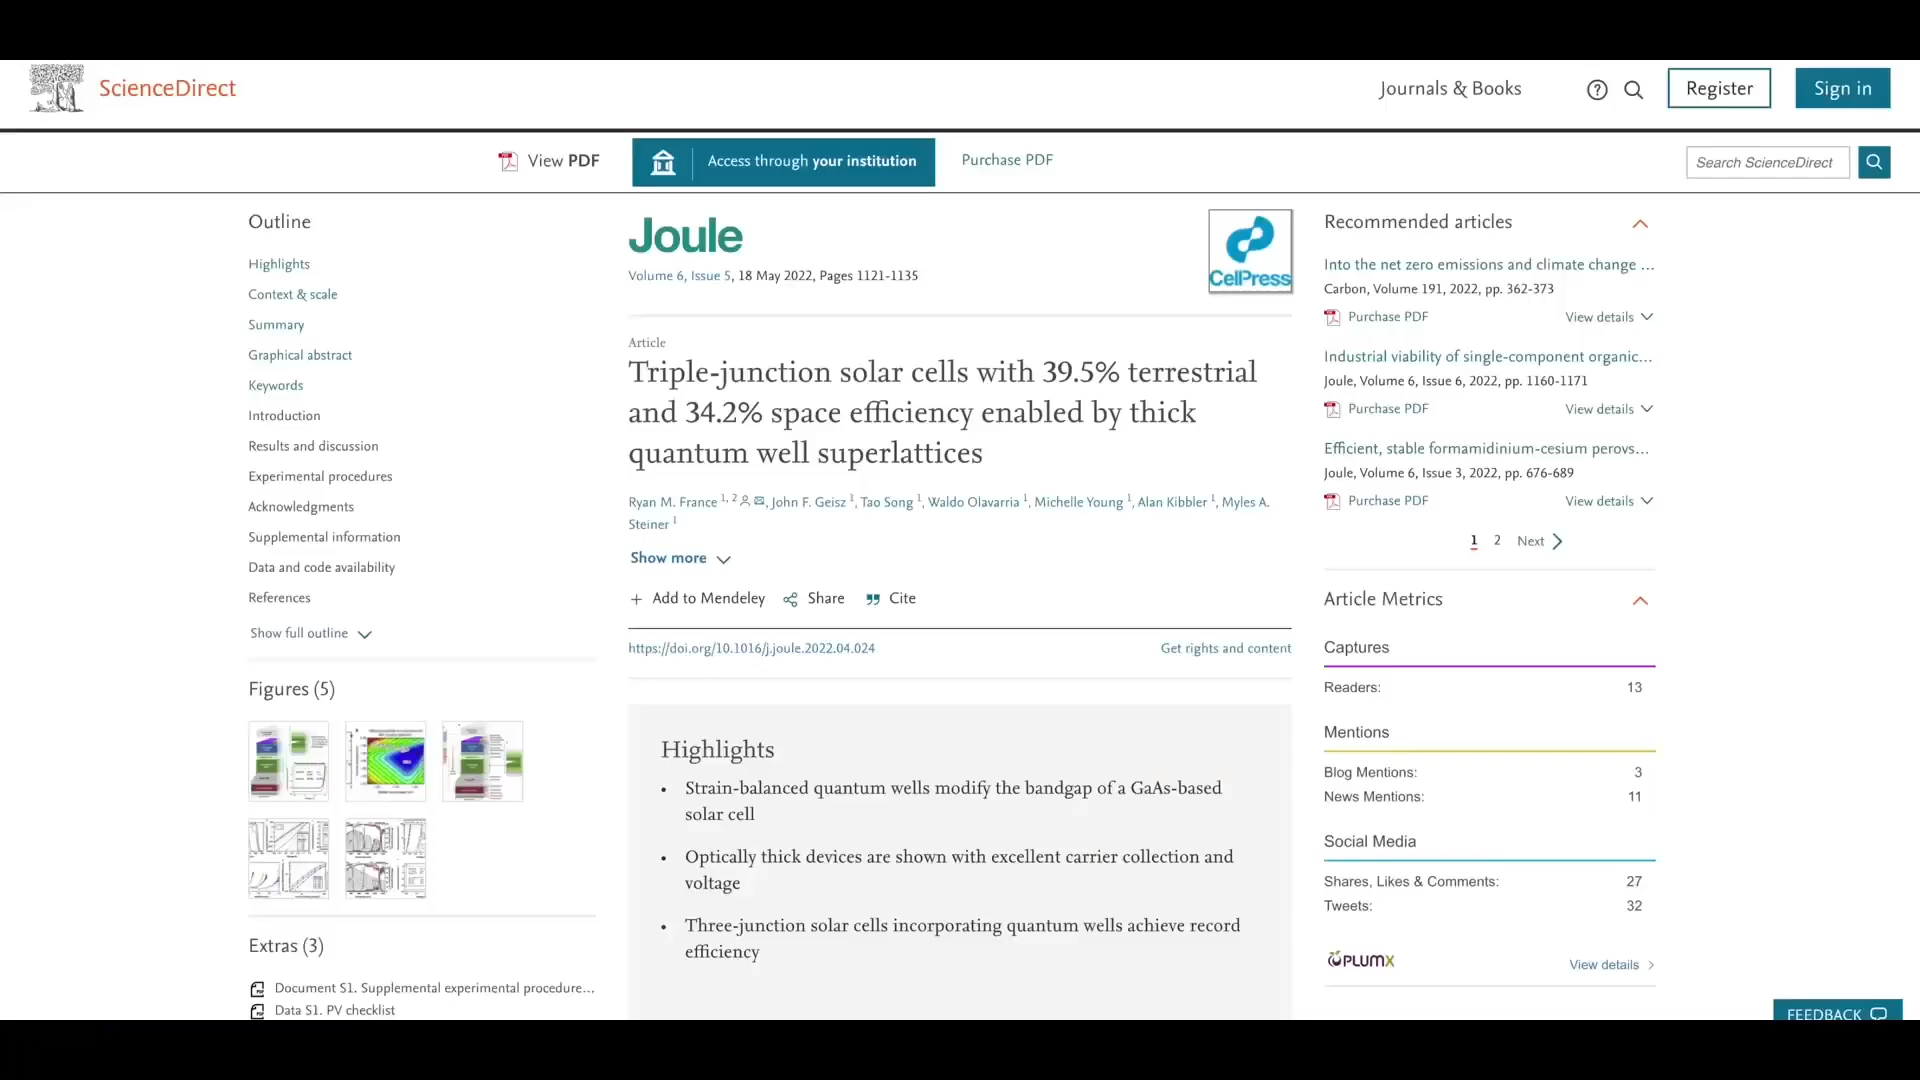 ScienceDirect
Journals & Books
Register
Sign in
View PDF
Access through your institution
Purchase PDF
Search ScienceDirect
Outline
Highlights
Context & scale
Summary
Graphical abstract
Keywords
Introduction
Results and discussion
Experimental procedures
Acknowledgments
Supplemental information
Data and code availability
References
Show full outline
Figures (5)
Extras (3)
Document S1. Supplemental experimental procedure...
Data S1. PV checklist
Joule
CellPress
Volume 6, Issue 5, 18 May 2022, Pages 1121-1135
Article
Triple-junction solar cells with 39.5% terrestrial
and 34.2% space efficiency enabled by thick
quantum well superlattices
Ryan M. France 1, 2, John F. Geisz 1, Tao Song 1, Waldo Olavarria 1, Michelle Young 1, Alan Kibbler 1, Myles A.
Steiner 1
Show more
Add to Mendeley
Share
Cite
https://doi.org/10.1016/j.joule.2022.04.024
Get rights and content
Highlights
• Strain-balanced quantum wells modify the bandgap of a GaAs-based
solar cell
• Optically thick devices are shown with excellent carrier collection and
voltage
• Three-junction solar cells incorporating quantum wells achieve record
efficiency
Recommended articles
Into the net zero emissions and climate change ...
Carbon, Volume 191, 2022, pp. 362-373
Purchase PDF
View details
Industrial viability of single-component organic...
Joule, Volume 6, Issue 6, 2022, pp. 1160-1171
Purchase PDF
View details
Efficient, stable formamidinium-cesium perovs...
Joule, Volume 6, Issue 3, 2022, pp. 676-689
Purchase PDF
View details
1 2 Next
Article Metrics
Captures
Readers: 13
Mentions
Blog Mentions: 3
News Mentions: 11
Social Media
Shares, Likes & Comments: 27
Tweets: 32
PLUMX
View details
FEEDBACK